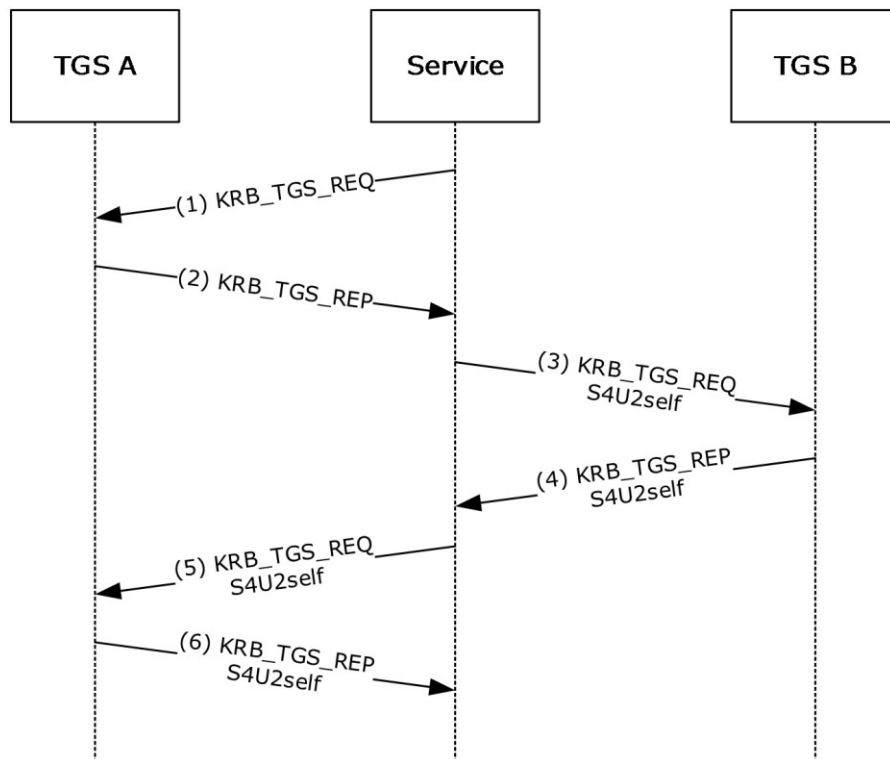 TGS A
Service
TGS B
(1) KRB_TGS_REQ
(2) KRB_TGS_REP
(3) KRB_TGS_REQ
S4U2self
(4) KRB_TGS_REP
S4U2self
(5) KRB_TGS_REQ
S4U2self
(6) KRB_TGS_REP
S4U2self